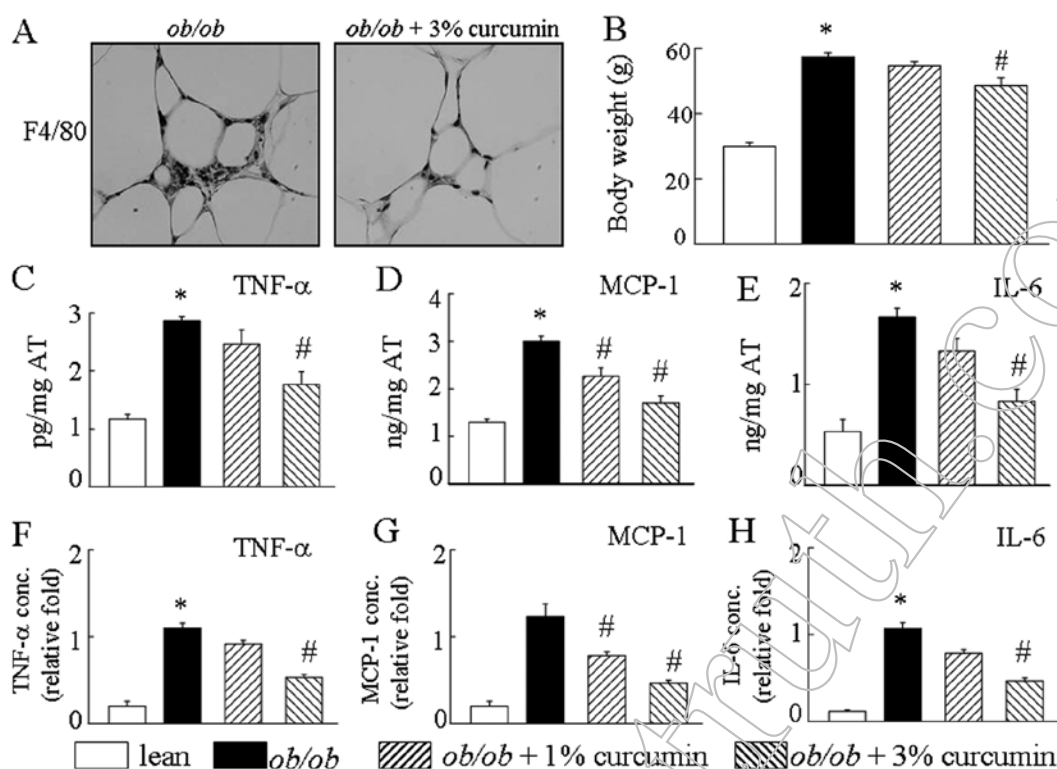 A ob/ob ob/ob + 3% curcumin
F4/80
B
Body weight (g)
60
40
20
0
* #
C TNF-α
pg/mg AT
3
2
1
0
* #
D MCP-1
ng/mg AT
4
3
2
1
0
* # #
E IL-6
ng/mg AT
2
1
0
* #
F TNF-α
TNF-α conc.
(relative fold)
2
1
0
* #
G MCP-1
MCP-1 conc.
(relative fold)
2
1
0
# #
H IL-6
IL-6 conc.
(relative fold)
2
1
0
* #
lean ob/ob ob/ob + 1% curcumin ob/ob + 3% curcumin